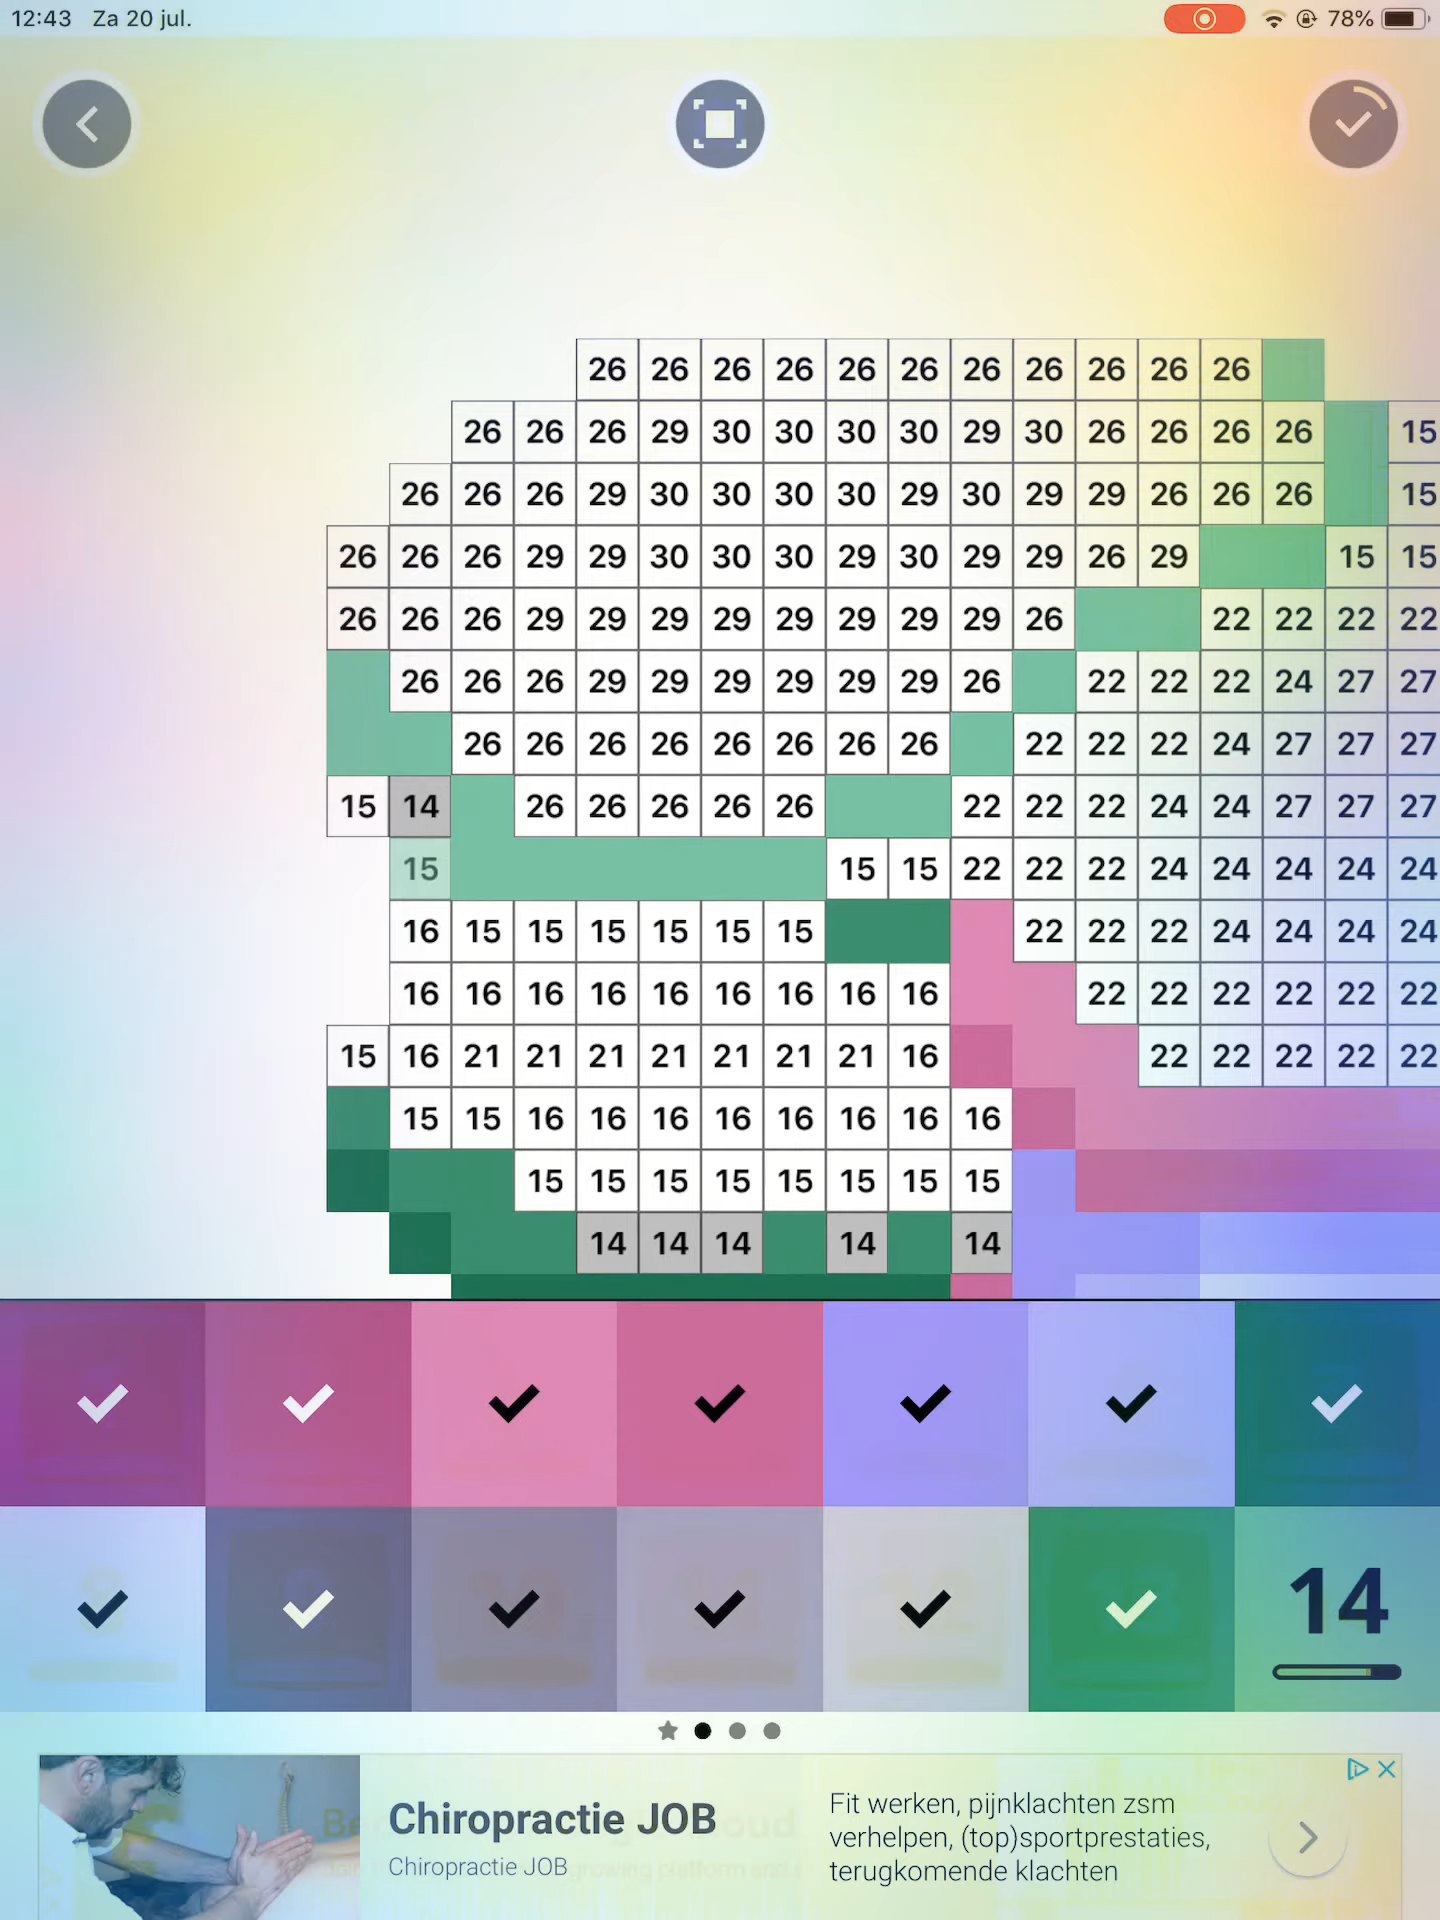 12:43 Za 20 jul. 78%
26 26 26 26 26 26 26 26 26 26 26
26 26 26 29 30 30 30 30 29 30 26 26 26 26 15
26 26 26 29 30 30 30 30 29 30 29 29 26 26 26 15
26 26 26 29 29 30 30 30 29 30 29 29 26 29 15 15
26 26 26 29 29 29 29 29 29 29 29 26 22 22 22 22
26 26 26 29 29 29 29 29 29 26 22 22 22 24 27 27
26 26 26 26 26 26 26 26 22 22 22 24 27 27 27
15 14 26 26 26 26 26 22 22 22 24 24 27 27 27
15 15 15 22 22 22 24 24 24 24 24
16 15 15 15 15 15 15 22 22 22 24 24 24 24
16 16 16 16 16 16 16 16 16 22 22 22 22 22 22
15 16 21 21 21 21 21 21 21 16 22 22 22 22 22
15 15 16 16 16 16 16 16 16 16
15 15 15 15 15 15 15 15
14 14 14 14 14
14
Chiropractie JOB
Chiropractie JOB
Fit werken, pijnklachten zsm
verhelpen, (top)sportprestaties,
terugkomende klachten